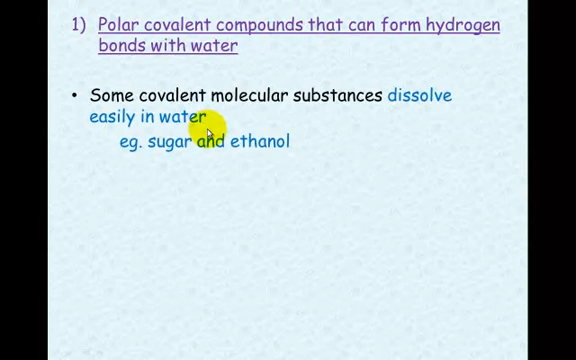 1) Polar covalent compounds that can form hydrogen
bonds with water
• Some covalent molecular substances dissolve
easily in water
eg. sugar and ethanol